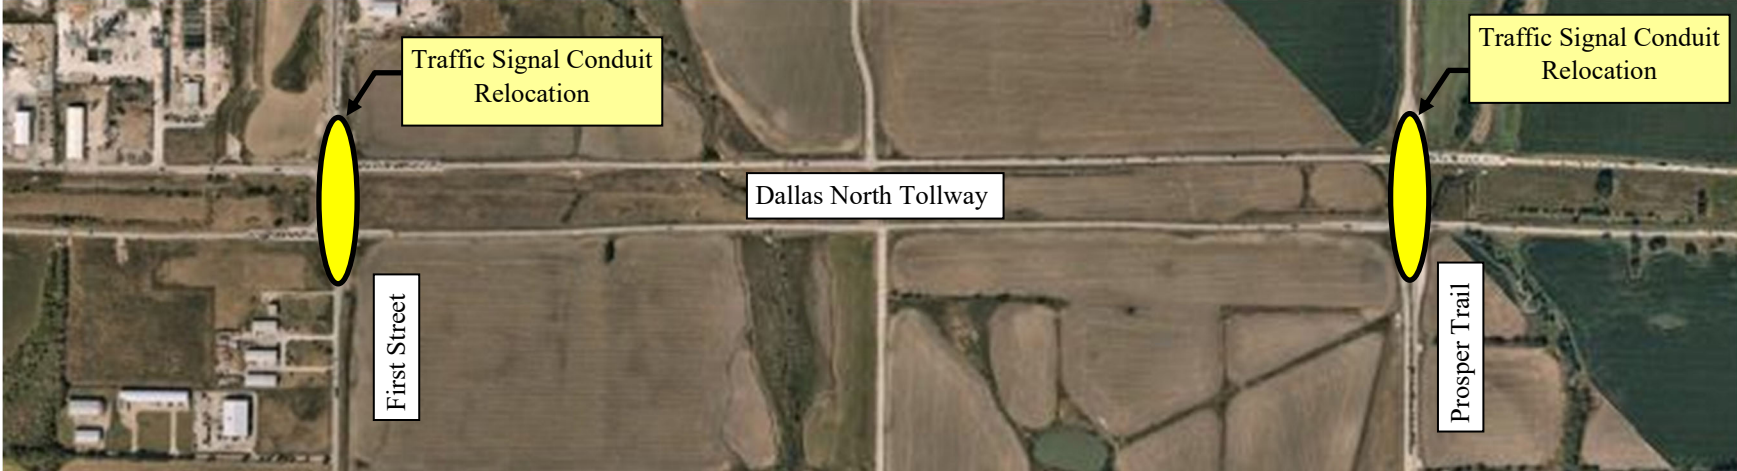 Traffic Signal Conduit
Relocation
Traffic Signal Conduit
Relocation
Dallas North Tollway
First Street
Prosper Trail